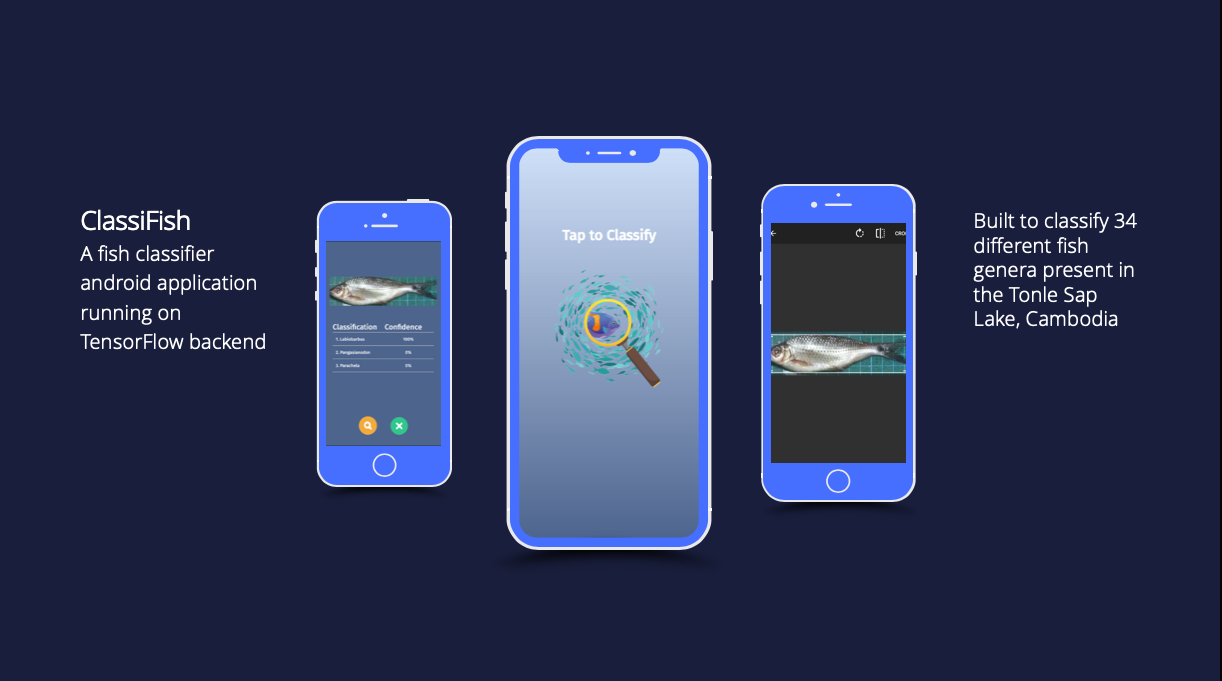 ClassiFish
A fish classifier
android application
running on
TensorFlow backend
Classification Confidence
1. Labiobarbus 100%
2. Pangasianodon 0%
3. Parachela 0%
Tap to Classify
CRO
Built to classify 34
different fish
genera present in
the Tonle Sap
Lake, Cambodia